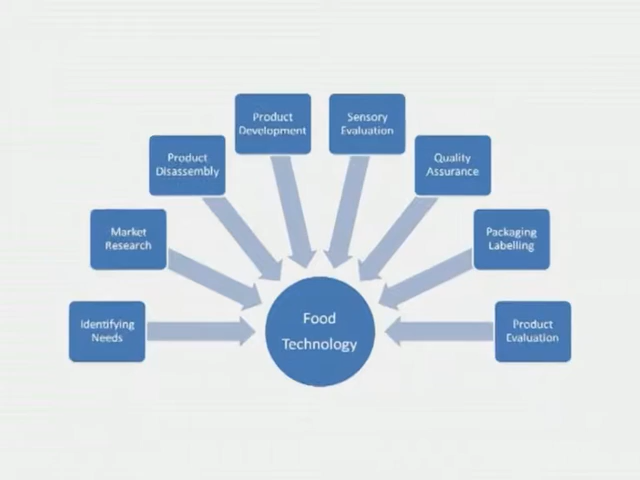 Identifying
Needs
Market
Research
Product
Disassembly
Product
Development
Sensory
Evaluation
Quality
Assurance
Packaging
Labelling
Product
Evaluation
Food
Technology